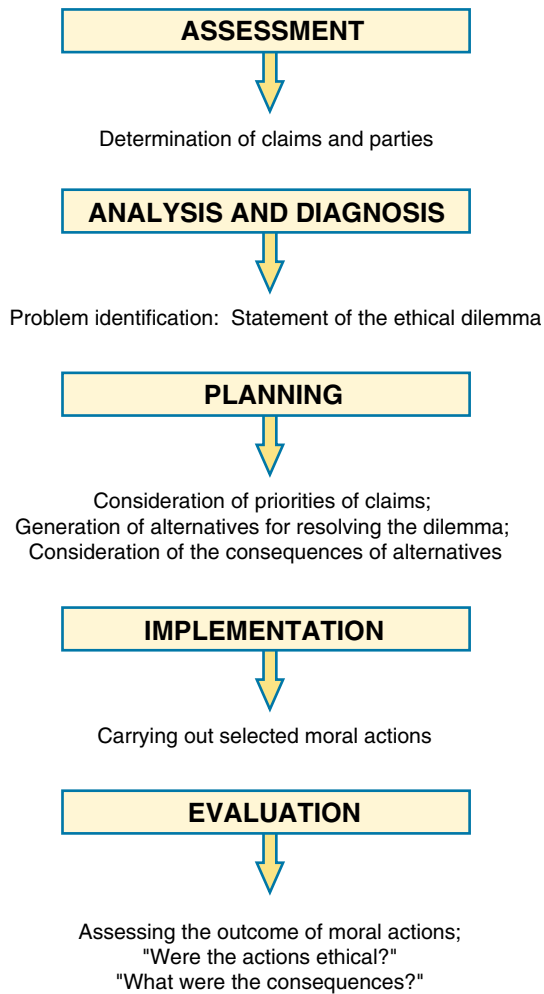 ASSESSMENT
Determination of claims and parties
ANALYSIS AND DIAGNOSIS
Problem identification: Statement of the ethical dilemma
PLANNING
Consideration of priorities of claims;
Generation of alternatives for resolving the dilemma;
Consideration of the consequences of alternatives
IMPLEMENTATION
Carrying out selected moral actions
EVALUATION
Assessing the outcome of moral actions;
"Were the actions ethical?"
"What were the consequences?"